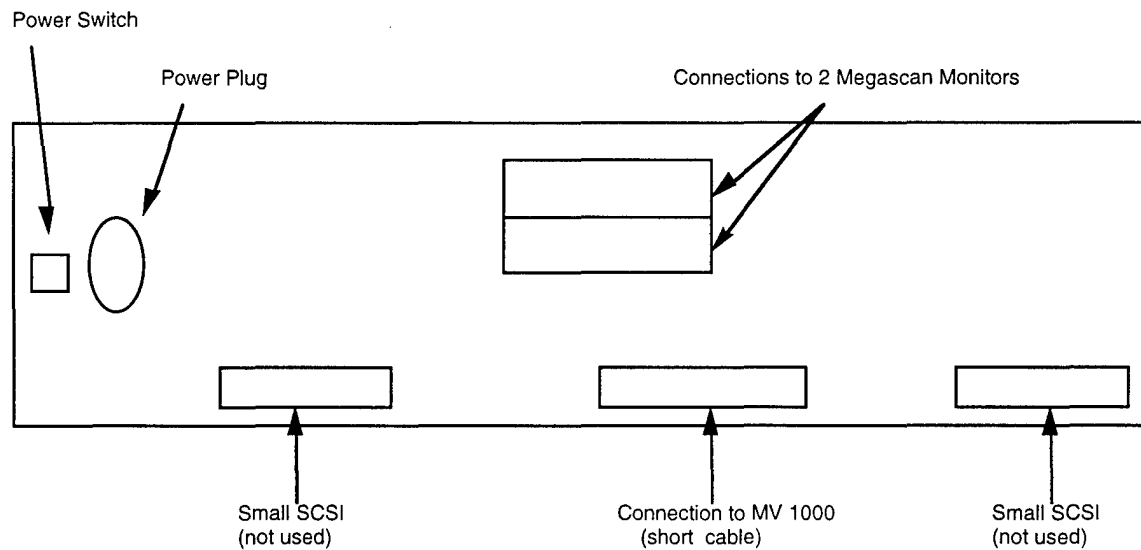 Power Switch
Power Plug
Connections to 2 Megascan Monitors
Small SCSI
(not used)
Connection to MV 1000
(short cable)
Small SCSI
(not used)